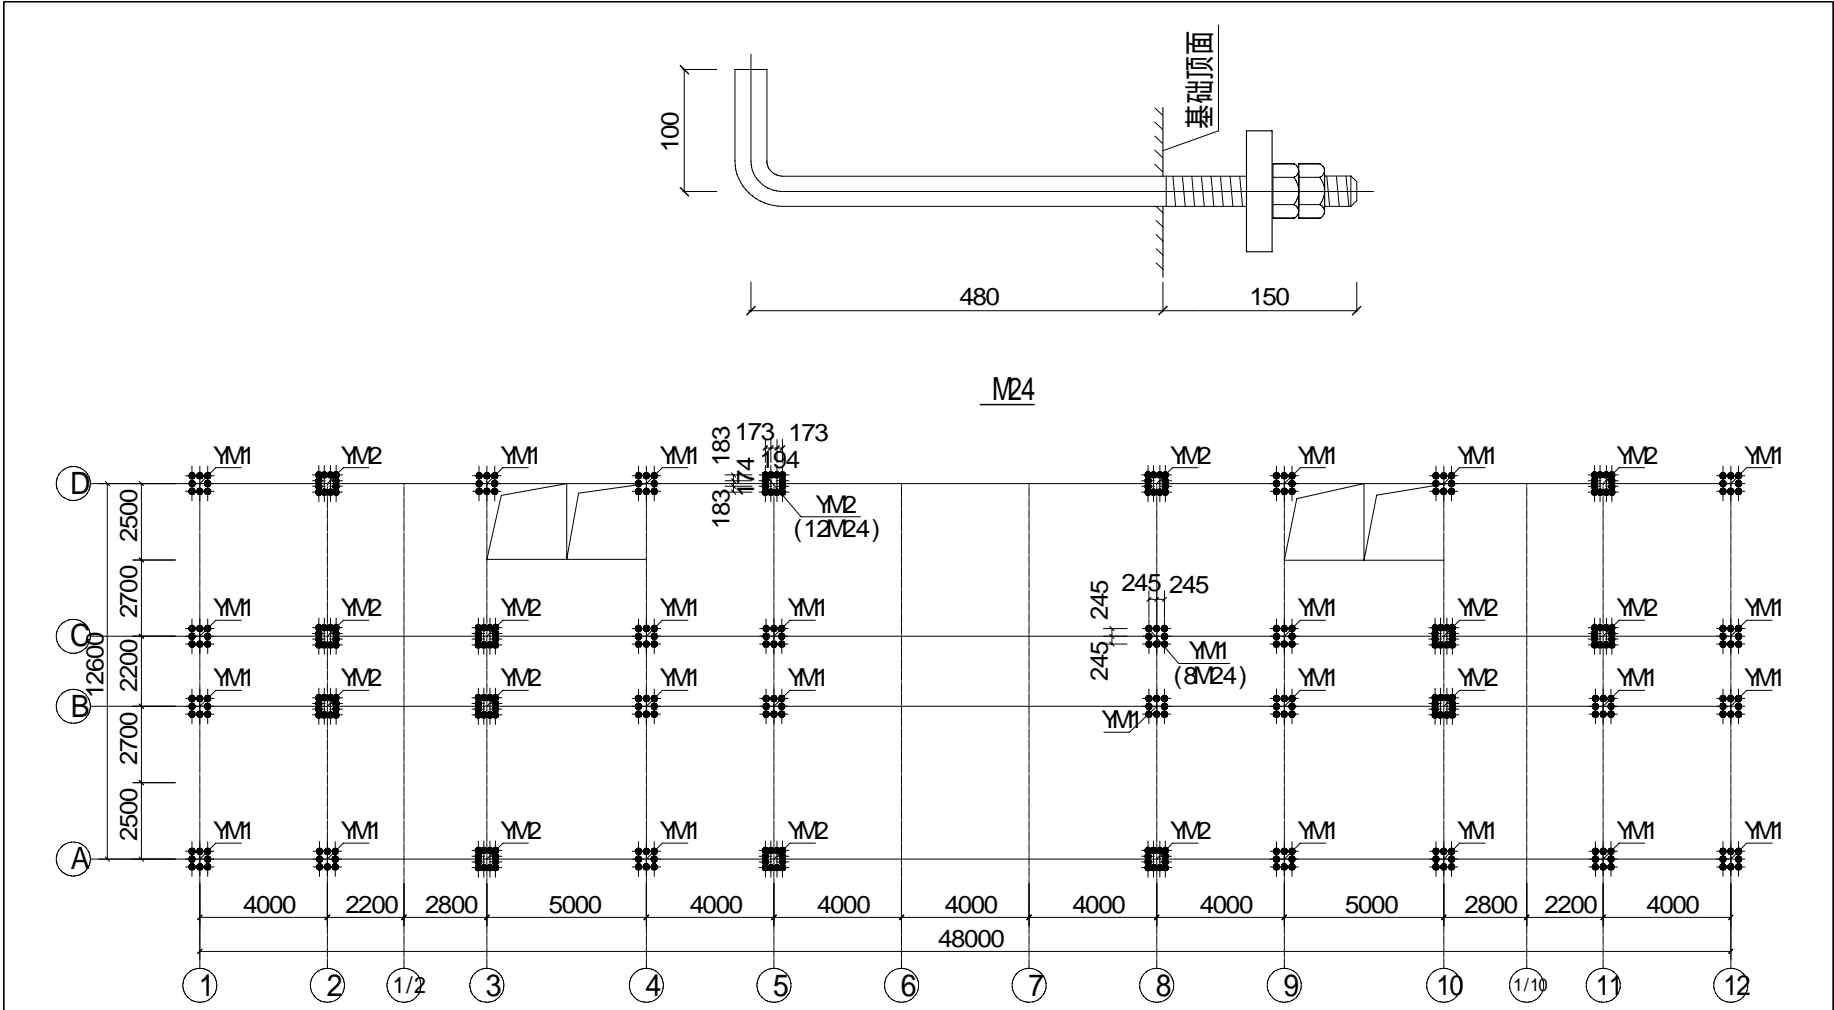 基础顶面
100
480
150
M24
183
173
173
194
174
183
YM1
YM2
YM1
YM1
YM2
(12M24)
YM2
YM1
YM1
YM2
YM1
D
2500
2700
245
245
245
245
YM1
YM2
YM2
YM1
YM1
YM1
(8M24)
YM1
YM2
YM2
YM1
C
12600
2200
YM1
YM2
YM2
YM1
YM1
YM1
YM1
YM2
YM1
YM1
B
2700
2500
YM1
YM1
YM2
YM1
YM2
YM2
YM1
YM1
YM1
YM1
A
4000
2200
2800
5000
4000
4000
4000
4000
4000
5000
2800
2200
4000
48000
1
2
1/2
3
4
5
6
7
8
9
10
1/10
11
12